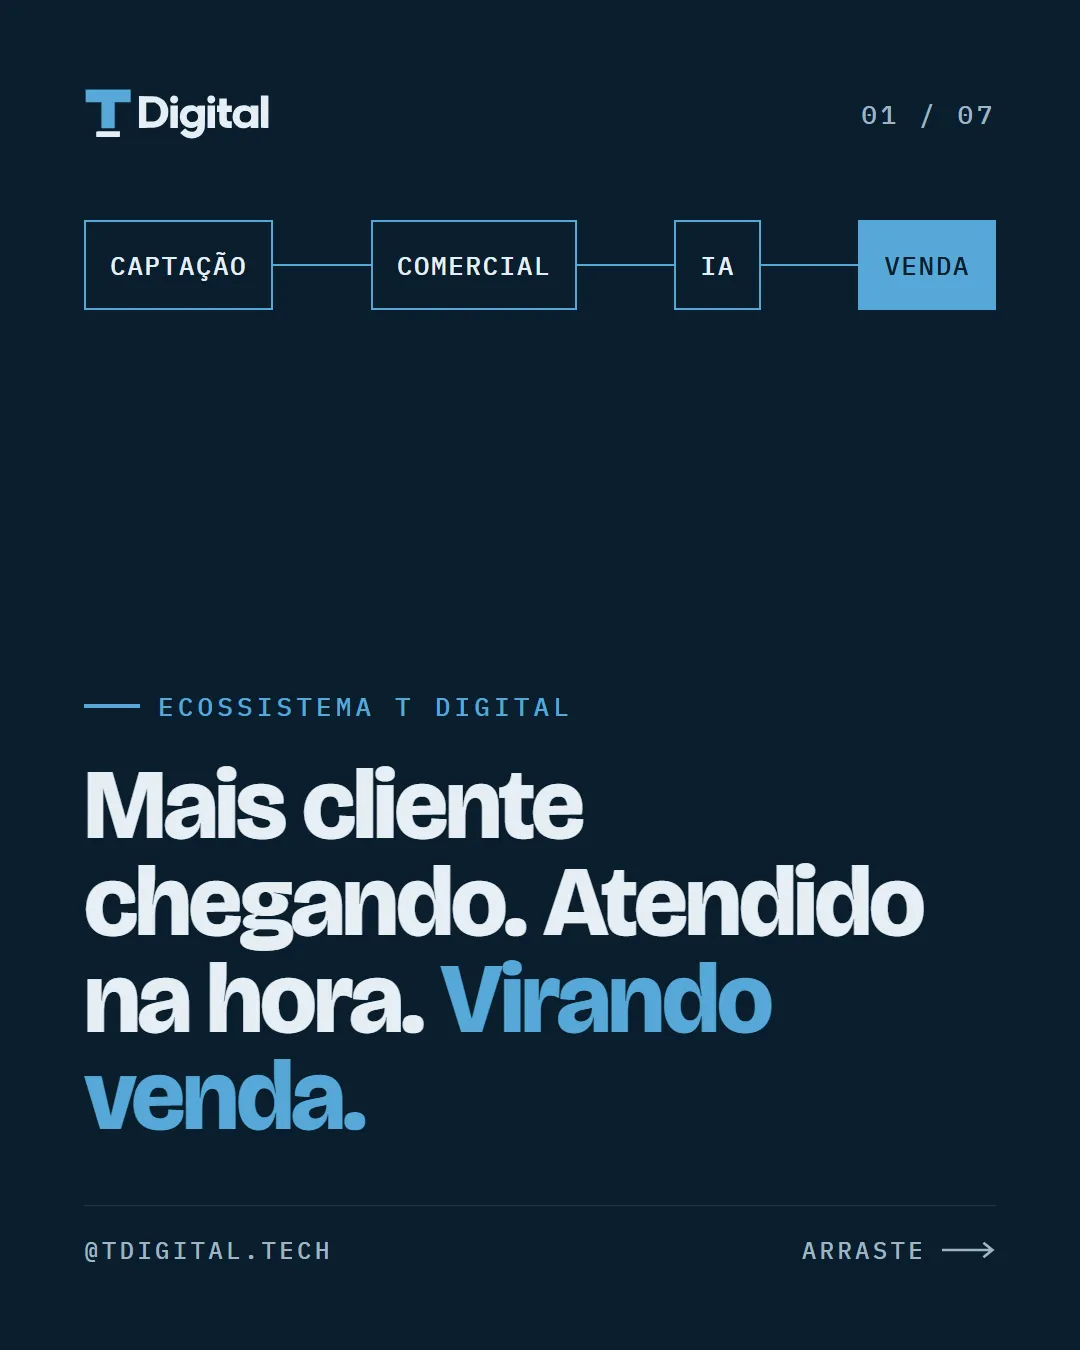 T Digital
01 / 07
CAPTAÇÃO
COMERCIAL
IA
VENDA
ECOSSISTEMA T DIGITAL
Mais cliente
chegando. Atendido
na hora. Virando
venda.
@TDIGITAL.TECH
ARRASTE